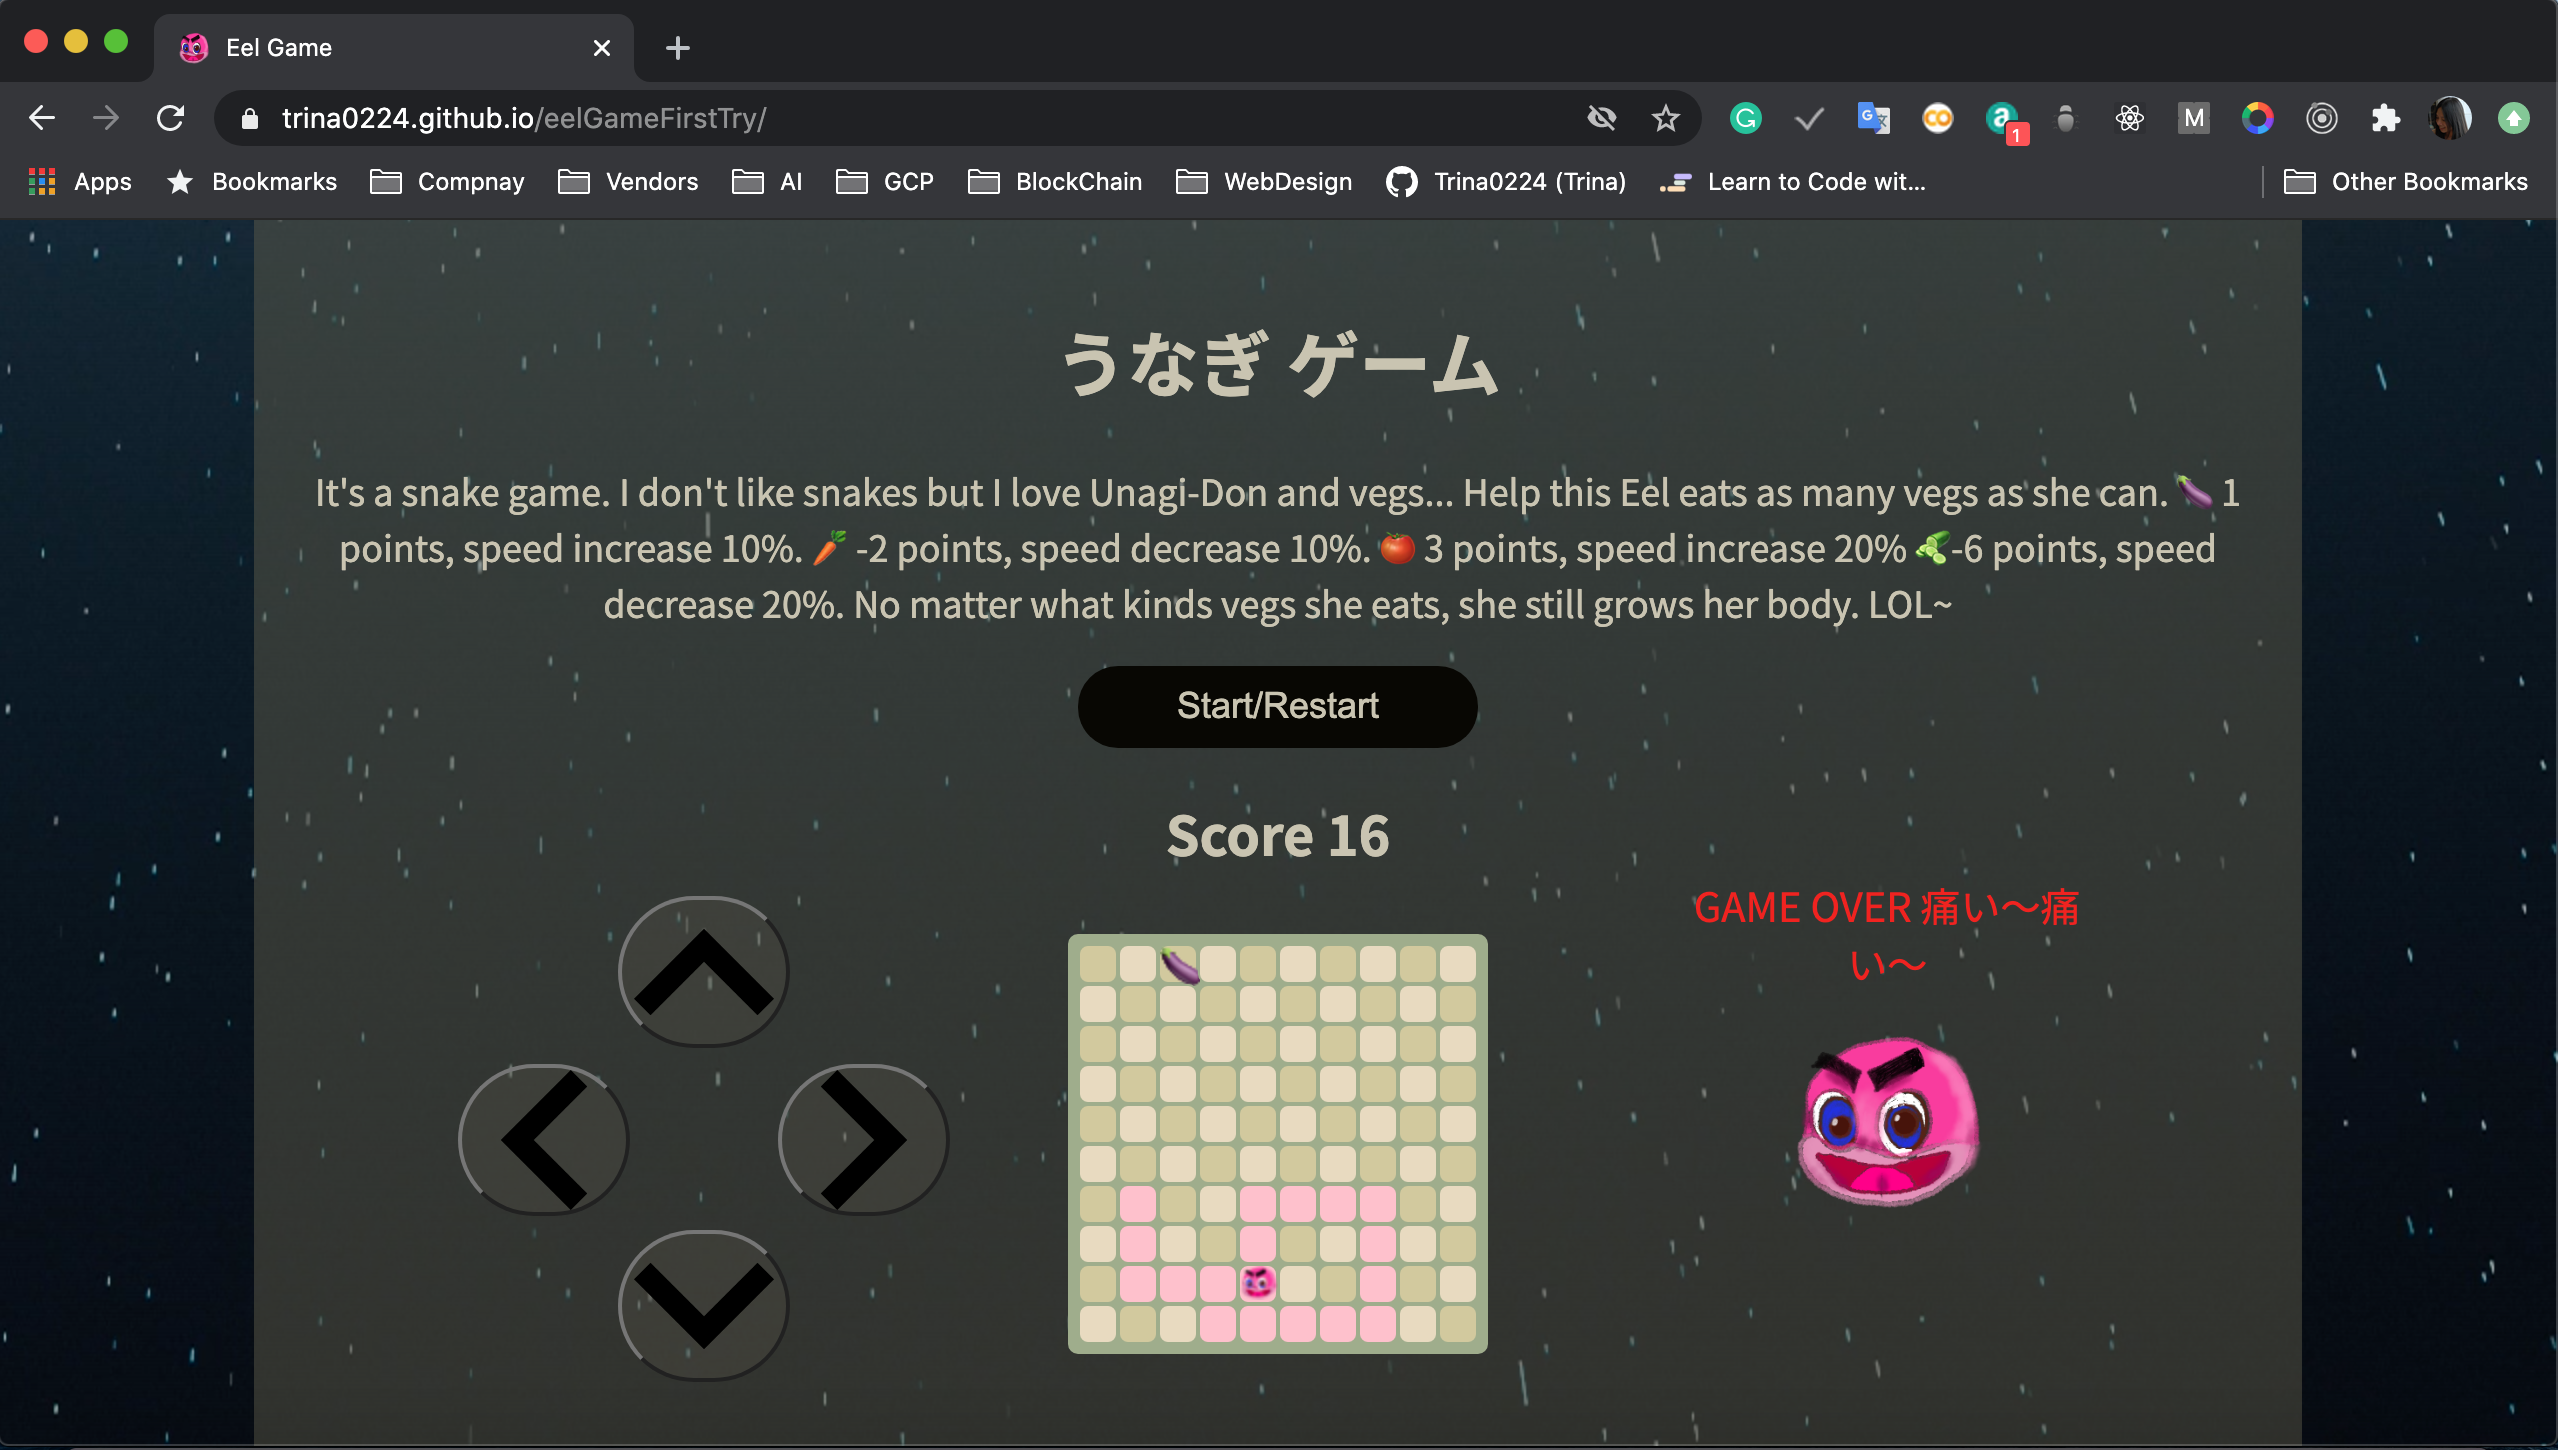 Eel Game
trina0224.github.io/eelGameFirstTry/
1
M
Apps Bookmarks Compnay Vendors AI GCP BlockChain WebDesign Trina0224 (Trina) Learn to Code wit... Other Bookmarks
うなぎ ゲーム
It's a snake game. I don't like snakes but I love Unagi-Don and vegs... Help this Eel eats as many vegs as she can.🍆 1
points, speed increase 10%. 🥕 -2 points, speed decrease 10%. 🍅 3 points, speed increase 20% 🥒-6 points, speed
decrease 20%. No matter what kinds vegs she eats, she still grows her body. LOL~
Start/Restart
Score 16
GAME OVER 痛い〜痛
い〜